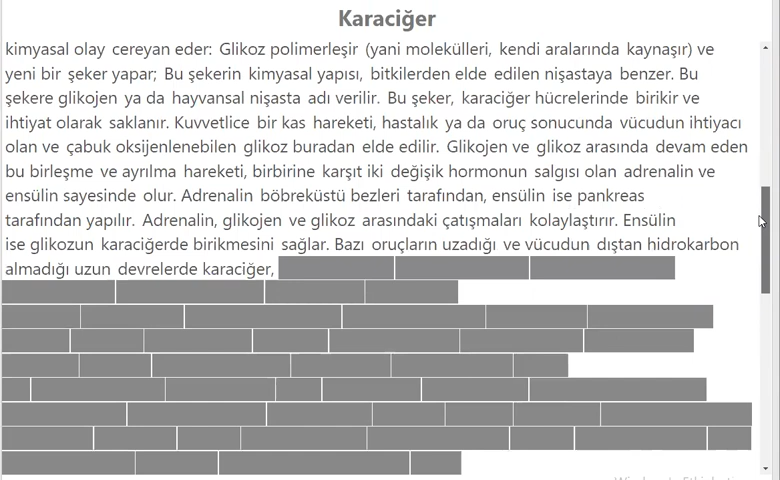 Karaciğer
kimyasal olay cereyan eder: Glikoz polimerleşir (yani molekülleri, kendi aralarında kaynaşır) ve
yeni bir şeker yapar; Bu şekerin kimyasal yapısı, bitkilerden elde edilen nişastaya benzer. Bu
şekere glikojen ya da hayvansal nişasta adı verilir. Bu şeker, karaciğer hücrelerinde birikir ve
ihtiyat olarak saklanır. Kuvvetlice bir kas hareketi, hastalık ya da oruç sonucunda vücudun ihtiyacı
olan ve çabuk oksijenlenebilen glikoz buradan elde edilir. Glikojen ve glikoz arasında devam eden
bu birleşme ve ayrılma hareketi, birbirine karşıt iki değişik hormonun salgısı olan adrenalin ve
ensülin sayesinde olur. Adrenalin böbreküstü bezleri tarafından, ensülin ise pankreas
tarafından yapılır. Adrenalin, glikojen ve glikoz arasındaki çatışmaları kolaylaştırır. Ensülin
ise glikozun karaciğerde birikmesini sağlar. Bazı oruçların uzadığı ve vücudun dıştan hidrokarbon
almadığı uzun devrelerde karaciğer,